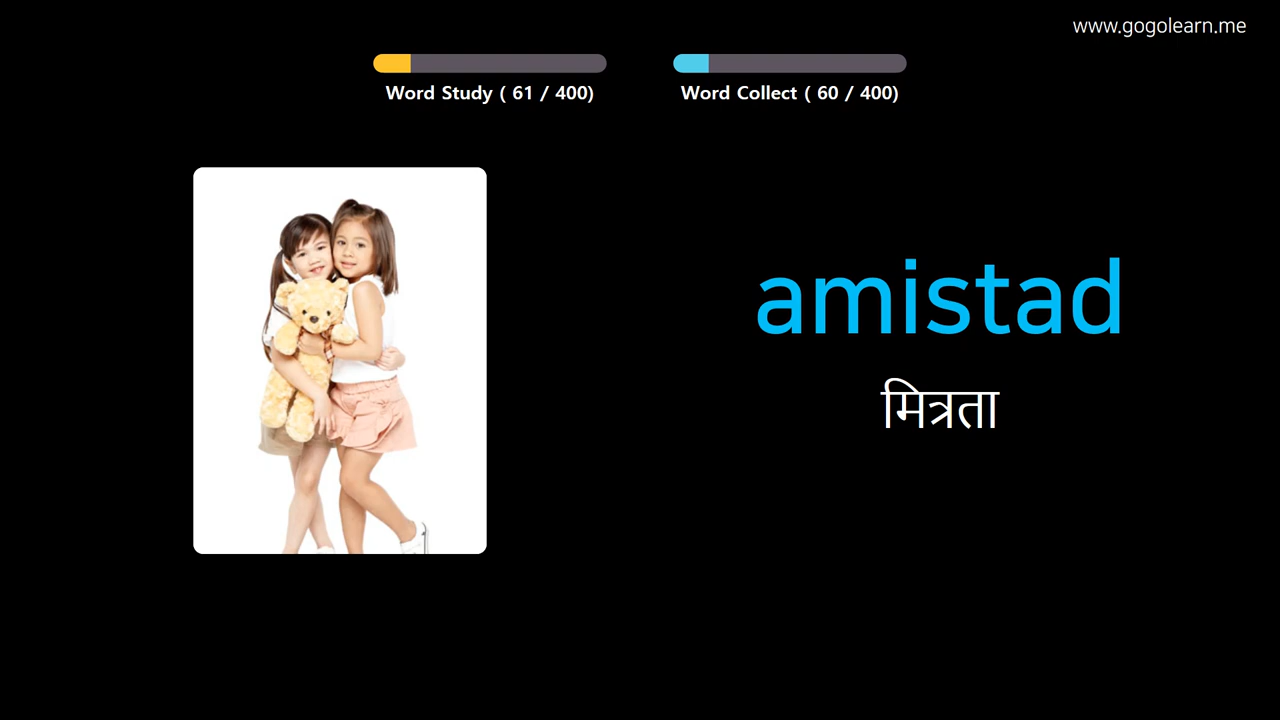 www.gogolearn.me
Word Study ( 61 / 400)
Word Collect ( 60 / 400)
amistad
मित्रता